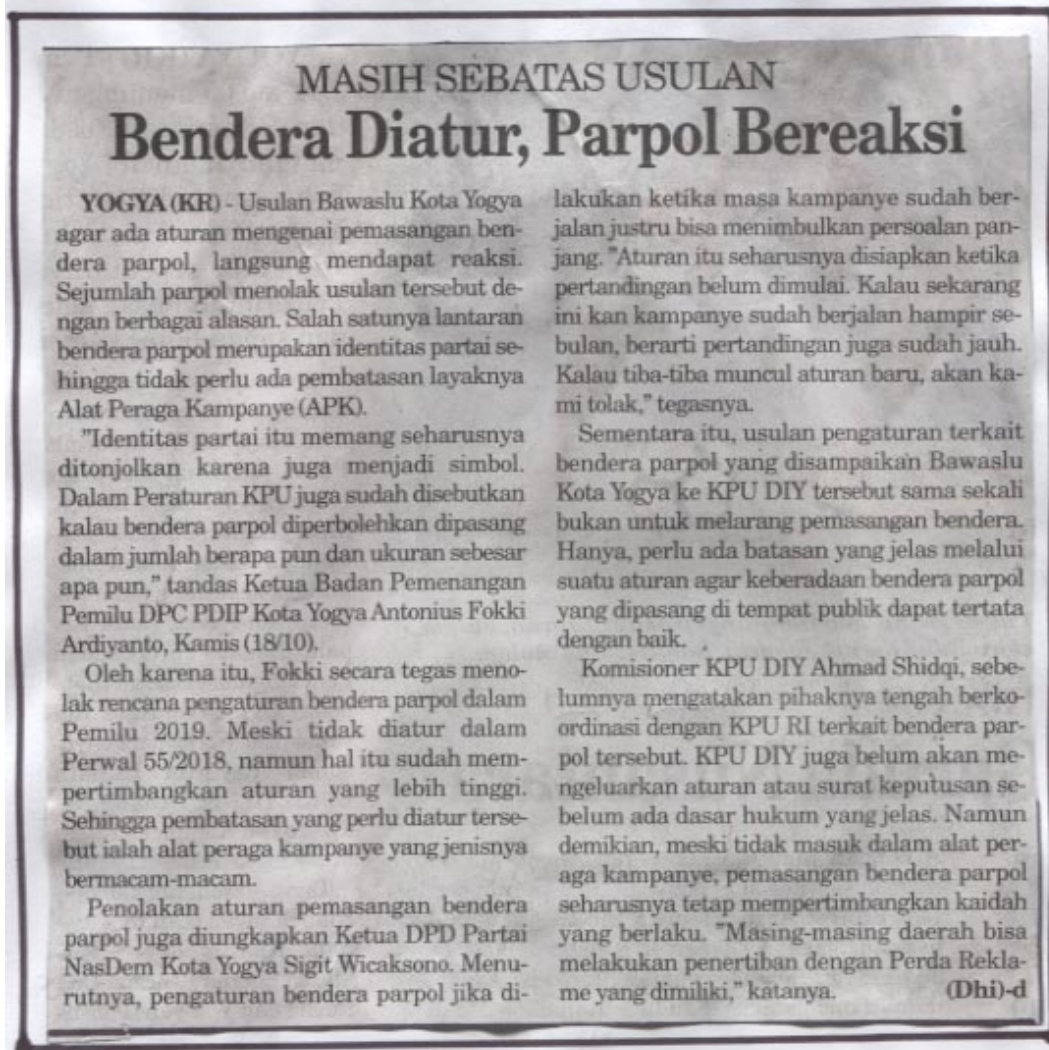 MASIH SEBATAS USULAN
Bendera Diatur, Parpol Bereaksi
YOGYA (KR) - Usulan Bawaslu Kota Yogya
agar ada aturan mengenai pemasangan ben-
dera parpol, langsung mendapat reaksi.
Sejumlah parpol menolak usulan tersebut de-
ngan berbagai alasan. Salah satunya lantaran
bendera parpol merupakan identitas partai se-
hingga tidak perlu ada pembatasan layaknya
Alat Peraga Kampanye (APK).
"Identitas partai itu memang seharusnya
ditonjolkan karena juga menjadi simbol.
Dalam Peraturan KPU juga sudah disebutkan
kalau bendera parpol diperbolehkan dipasang
dalam jumlah berapa pun dan ukuran sebesar
apa pun," tandas Ketua Badan Pemenangan
Pemilu DPC PDIP Kota Yogya Antonius Fokki
Ardiyanto, Kamis (18/10).
Oleh karena itu, Fokki secara tegas meno-
lak rencana pengaturan bendera parpol dalam
Pemilu 2019. Meski tidak diatur dalam
Perwal 55/2018, namun hal itu sudah mem-
pertimbangkan aturan yang lebih tinggi.
Sehingga pembatasan yang perlu diatur terse-
but ialah alat peraga kampanye yang jenisnya
bermacam-macam.
Penolakan aturan pemasangan bendera
parpol juga diungkapkan Ketua DPD Partai
NasDem Kota Yogya Sigit Wicaksono. Menu-
rutnya, pengaturan bendera parpol jika di-
lakukan ketika masa kampanye sudah ber-
jalan justru bisa menimbulkan persoalan pan-
jang. "Aturan itu seharusnya disiapkan ketika
pertandingan belum dimulai. Kalau sekarang
ini kan kampanye sudah berjalan hampir se-
bulan, berarti pertandingan juga sudah jauh.
Kalau tiba-tiba muncul aturan baru, akan ka-
mi tolak," tegasnya.
Sementara itu, usulan pengaturan terkait
bendera parpol yang disampaikan Bawaslu
Kota Yogya ke KPU DIY tersebut sama sekali
bukan untuk melarang pemasangan bendera.
Hanya, perlu ada batasan yang jelas melalui
suatu aturan agar keberadaan bendera parpol
yang dipasang di tempat publik dapat tertata
dengan baik.
Komisioner KPU DIY Ahmad Shidqi, sebe-
lumnya mengatakan pihaknya tengah berko-
ordinasi dengan KPU RI terkait bendera par-
pol tersebut. KPU DIY juga belum akan me-
ngeluarkan aturan atau surat keputusan se-
belum ada dasar hukum yang jelas. Namun
demikian, meski tidak masuk dalam alat per-
aga kampanye, pemasangan bendera parpol
seharusnya tetap mempertimbangkan kaidah
yang berlaku. "Masing-masing daerah bisa
melakukan penertiban dengan Perda Rekla-
me yang dimiliki," katanya. (Dhi)-d